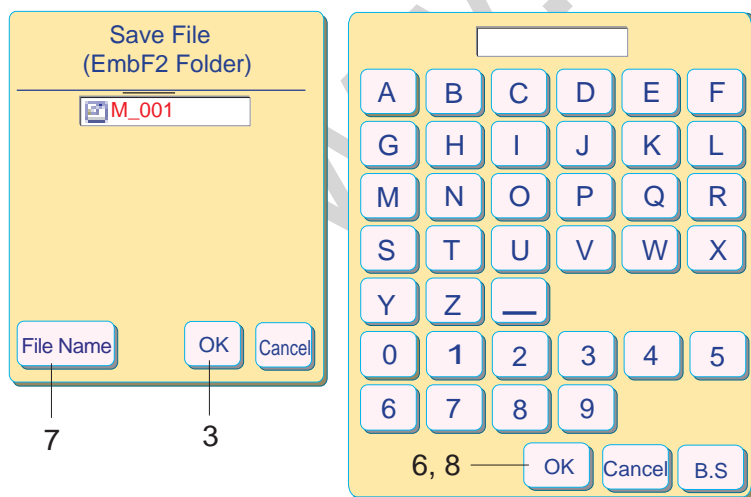 Save File
(EmbF2 Folder)
M_001
File Name
OK
Cancel
7
3
A B C D E F
G H I J K L
M N O P Q R
S T U V W X
Y Z _
0 1 2 3 4 5
6 7 8 9
6, 8
OK
Cancel
B.S